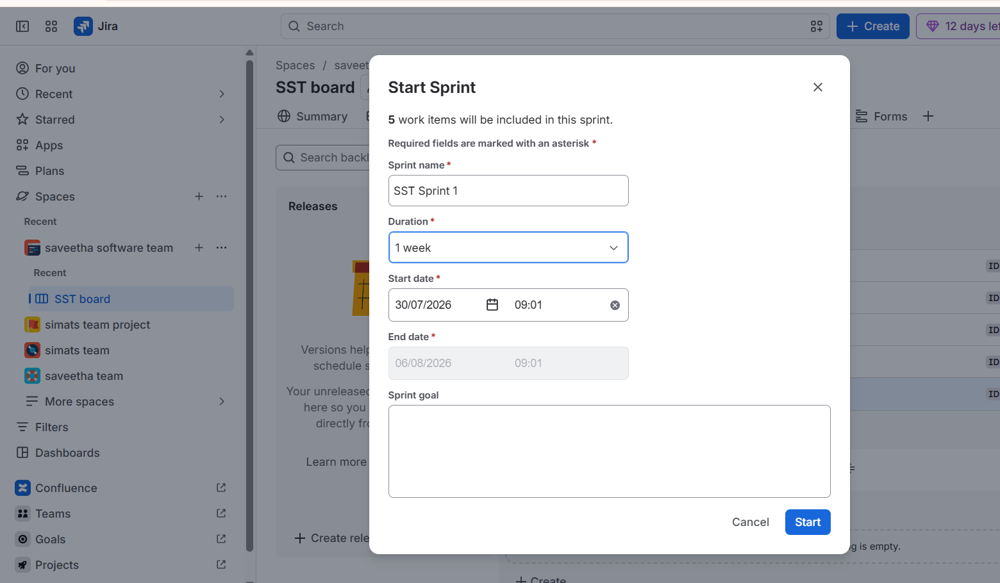 Jira
Search
Create
12 days lef
For you
Recent
Starred
Apps
Plans
Spaces
Recent
saveetha software team
Recent
SST board
simats team project
simats team
saveetha team
More spaces
Filters
Dashboards
Confluence
Teams
Goals
Projects
Spaces / saveet
SST board
Summary
Forms
Search backl
Releases
Versions help
schedule s
Your unreleased
here so you
directly fro
Learn more
Create rele
Start Sprint
5 work items will be included in this sprint.
Required fields are marked with an asterisk *
Sprint name *
SST Sprint 1
Duration *
1 week
Start date *
30/07/2026 09:01
End date *
06/08/2026 09:01
Sprint goal
Cancel
Start
ID
ID
ID
ID
ID
og is empty.
Create